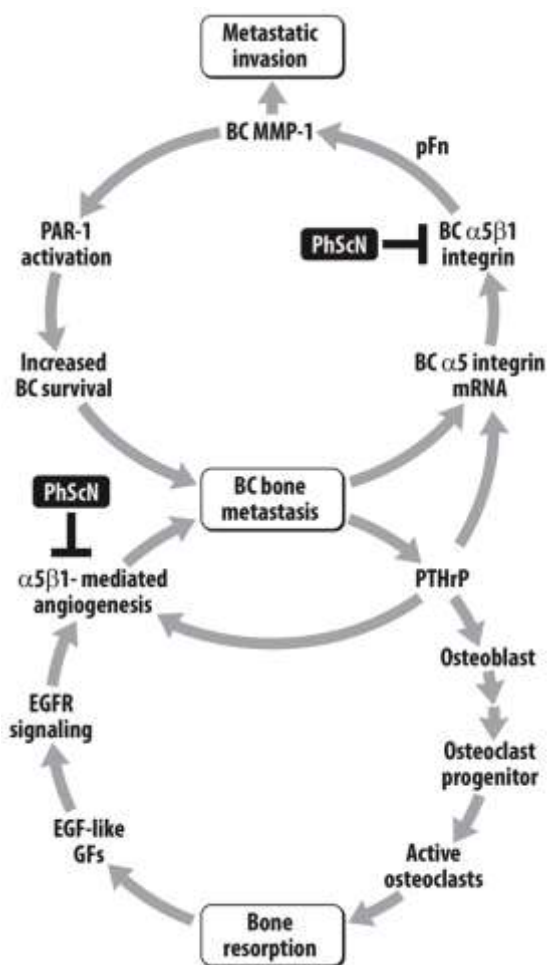 Metastatic
invasion
BC MMP-1
pFn
PAR-1
activation
PhScN
BC α5β1
integrin
Increased
BC survival
BC α5 integrin
mRNA
PhScN
BC bone
metastasis
α5β1- mediated
angiogenesis
PTHrP
Osteoblast
EGFR
signaling
Osteoclast
progenitor
EGF-like
GFs
Active
osteoclasts
Bone
resorption